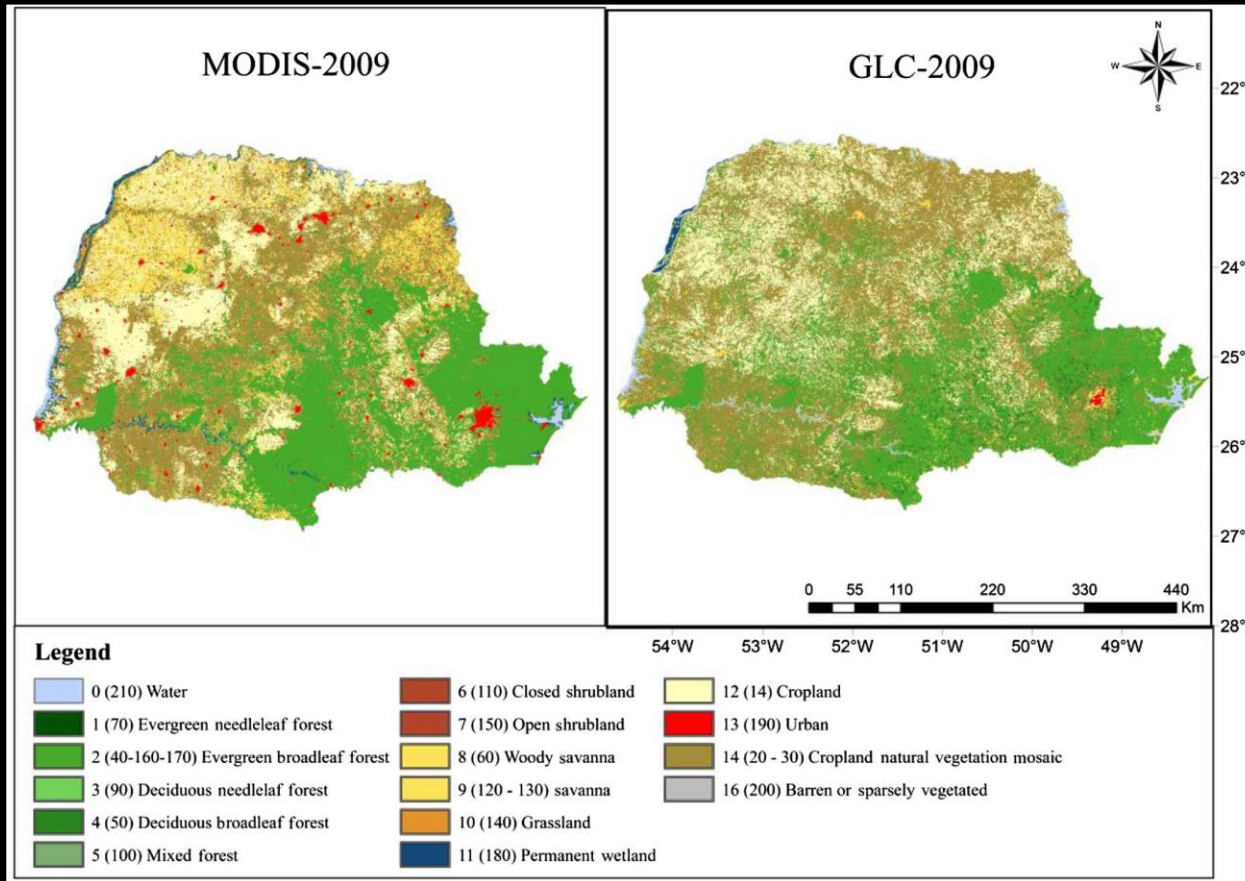 MODIS-2009
GLC-2009
N
W E
S
22°
23°
24°
25°
26°
27°
28°
0 55 110 220 330 440
Km
54°W 53°W 52°W 51°W 50°W 49°W
Legend
0 (210) Water
1 (70) Evergreen needleleaf forest
2 (40-160-170) Evergreen broadleaf forest
3 (90) Deciduous needlelaf forest
4 (50) Deciduous broadleaf forest
5 (100) Mixed forest
6 (110) Closed shrubland
7 (150) Open shrubland
8 (60) Woody savanna
9 (120 - 130) savanna
10 (140) Grassland
11 (180) Permanent wetland
12 (14) Cropland
13 (190) Urban
14 (20 - 30) Cropland natural vegetation mosaic
16 (200) Barren or sparsely vegetated